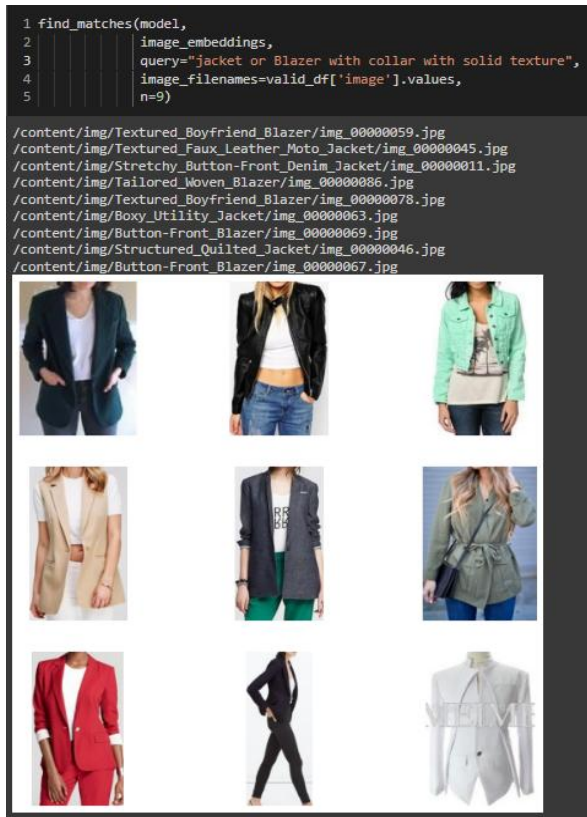 1 find_matches(model,
2 image_embeddings,
3 query="jacket or Blazer with collar with solid texture",
4 image_filenames=valid_df['image'].values,
5 n=9)
/content/img/Textured_Boyfriend_Blazer/img_00000059.jpg
/content/img/Textured_Faux_Leather_Moto_Jacket/img_00000045.jpg
/content/img/Stretchy_Button-Front_Denim_Jacket/img_00000011.jpg
/content/img/Tailored_Woven_Blazer/img_00000086.jpg
/content/img/Textured_Boyfriend_Blazer/img_00000078.jpg
/content/img/Boxy_Utility_Jacket/img_00000063.jpg
/content/img/Button-Front_Blazer/img_00000069.jpg
/content/img/Structured_Quilted_Jacket/img_00000046.jpg
/content/img/Button-Front_Blazer/img_00000067.jpg